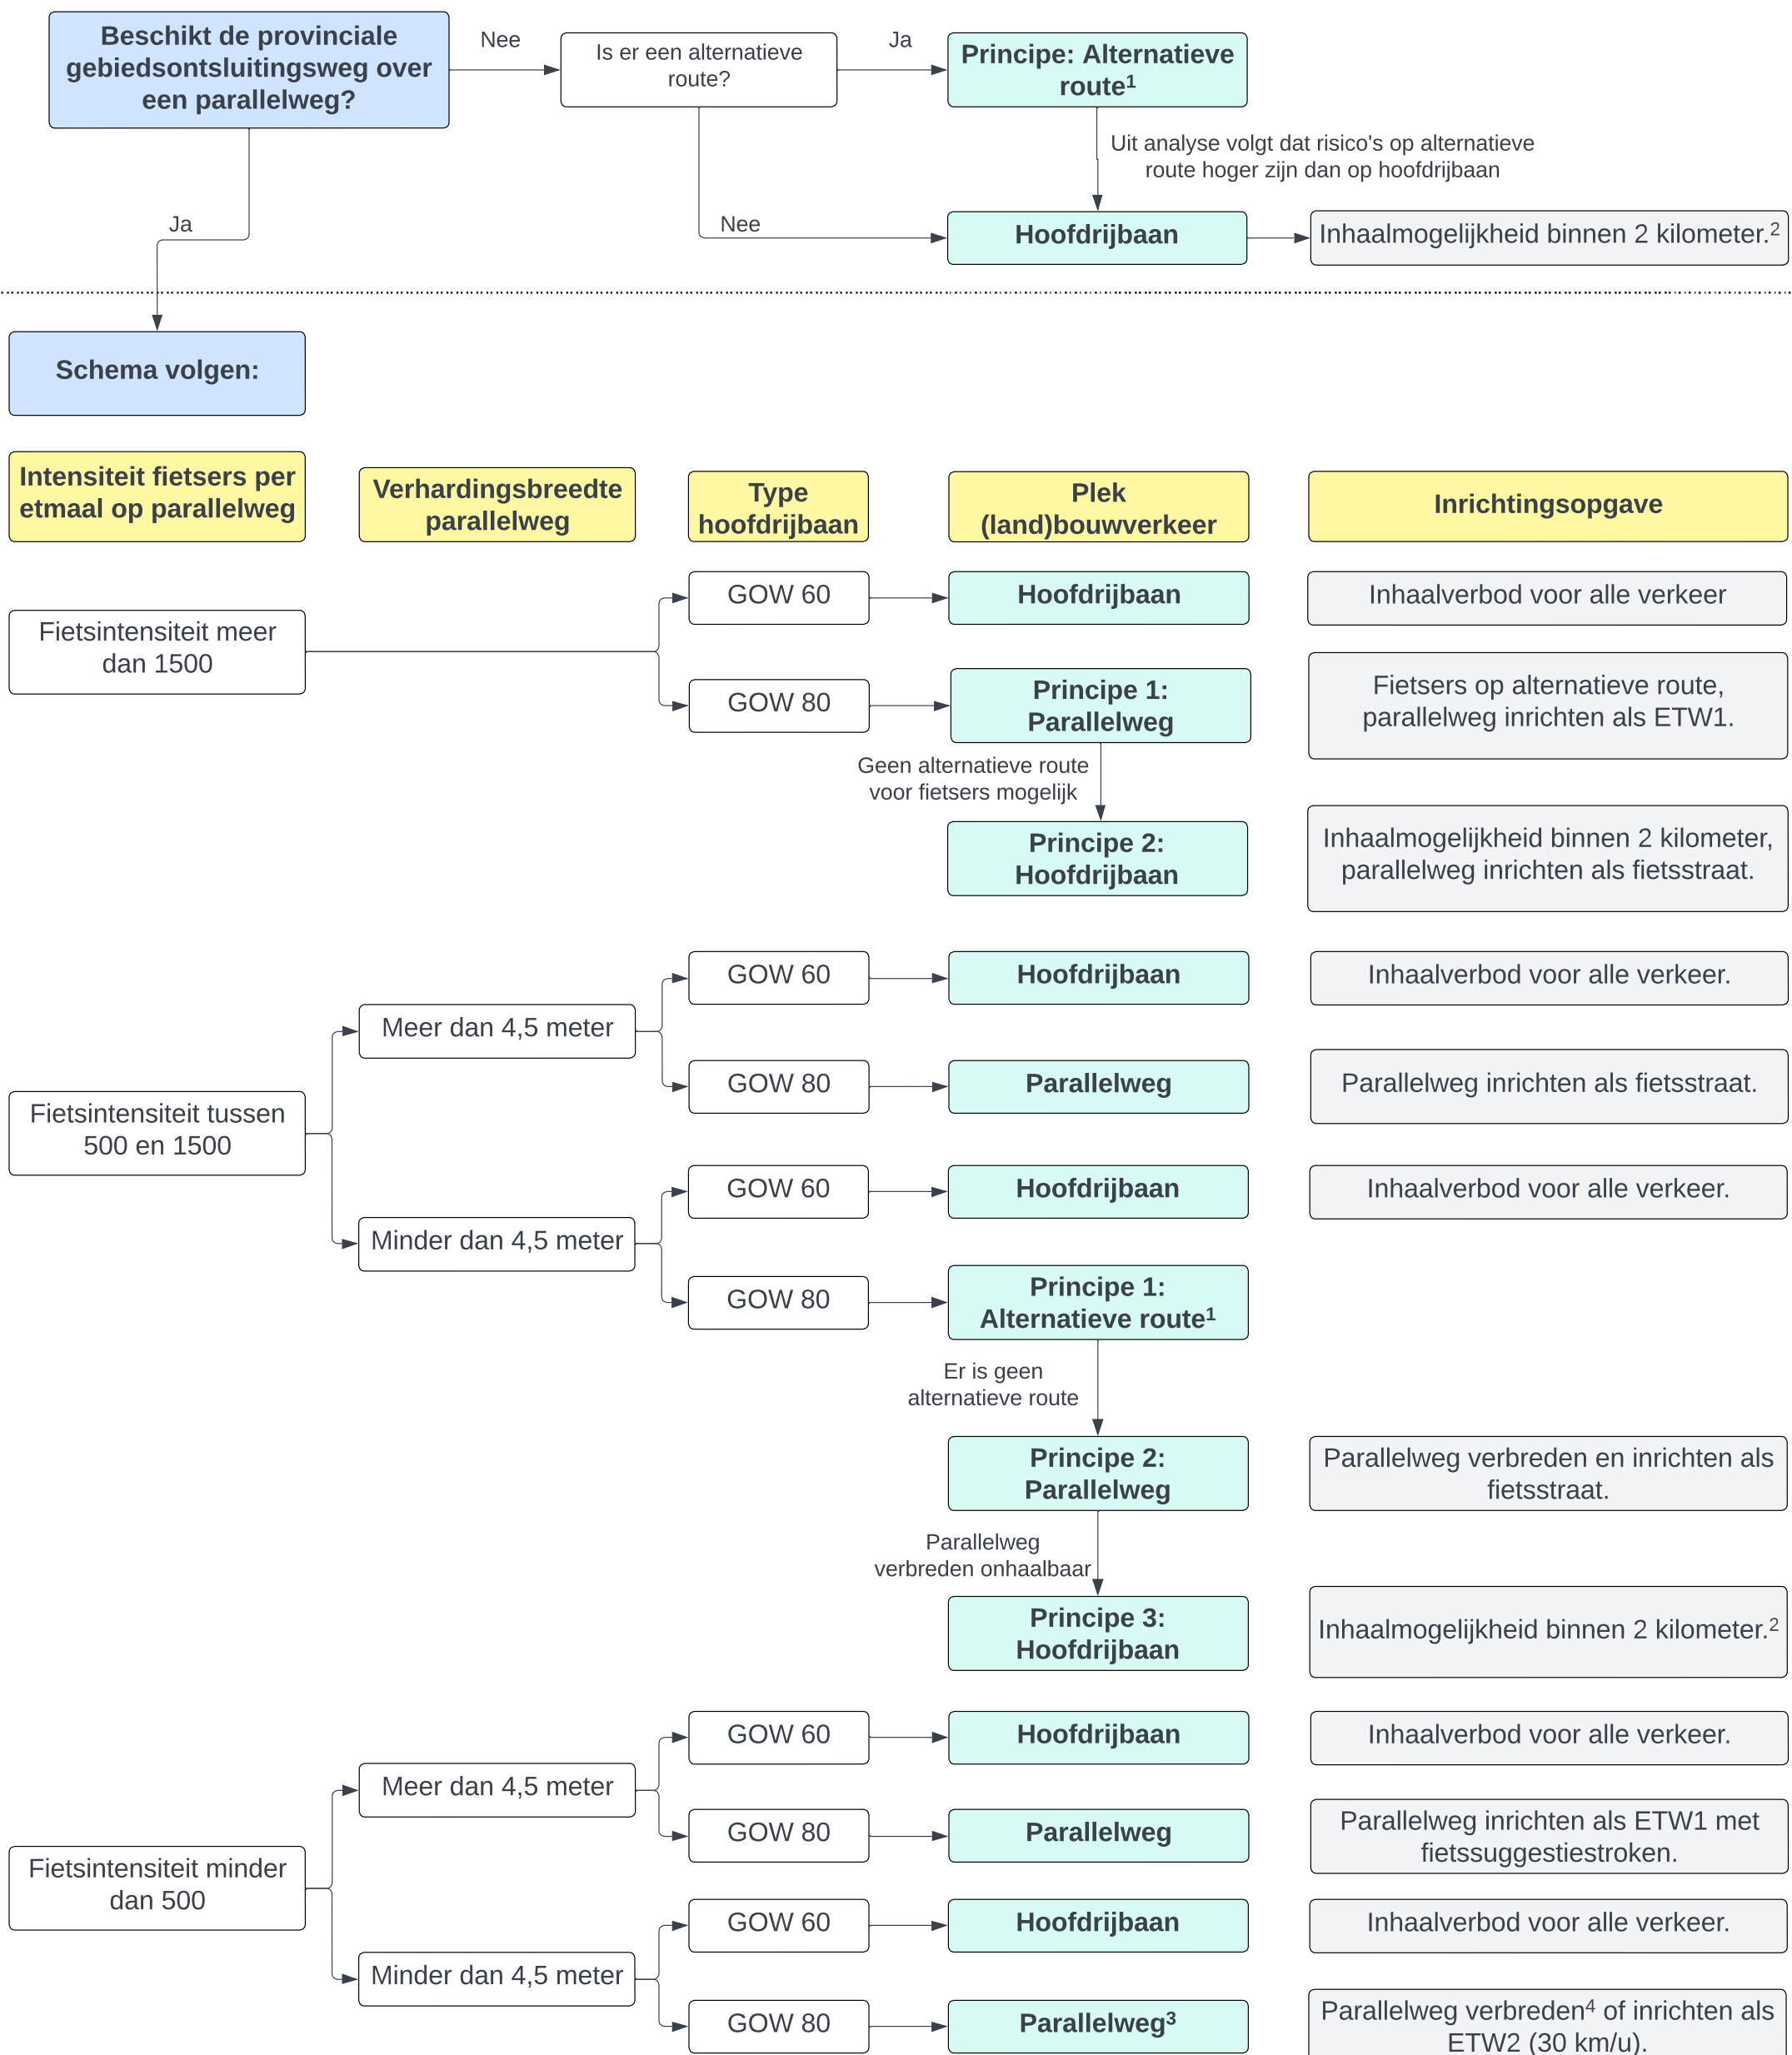 Beschikt de provinciale
gebiedsontsluitingsweg over
een parallelweg?
Nee
Is er een alternatieve
route?
Ja
Principe: Alternatieve
route¹
Uit analyse volgt dat risico's op alternatieve
route hoger zijn dan op hoofdrijbaan
Ja
Nee
Hoofdrijbaan
Inhaalmogelijkheid binnen 2 kilometer.²
Schema volgen:
Intensiteit fietsers per
etmaal op parallelweg
Verhardingsbreedte
parallelweg
Type
hoofdrijbaan
Plek
(land)bouwverkeer
Inrichtingsopgave
Fietsintensiteit meer
dan 1500
GOW 60
Hoofdrijbaan
Inhaalverbod voor alle verkeer
GOW 80
Principe 1:
Parallelweg
Fietsers op alternatieve route,
parallelweg inrichten als ETW1.
Geen alternatieve route
voor fietsers mogelijk
Principe 2:
Hoofdrijbaan
Inhaalmogelijkheid binnen 2 kilometer,
parallelweg inrichten als fietsstraat.
Fietsintensiteit tussen
500 en 1500
Meer dan 4,5 meter
GOW 60
Hoofdrijbaan
Inhaalverbod voor alle verkeer.
GOW 80
Parallelweg
Parallelweg inrichten als fietsstraat.
Minder dan 4,5 meter
GOW 60
Hoofdrijbaan
Inhaalverbod voor alle verkeer.
GOW 80
Principe 1:
Alternatieve route¹
Er is geen
alternatieve route
Principe 2:
Parallelweg
Parallelweg verbreden en inrichten als
fietsstraat.
Parallelweg
verbreden onhaalbaar
Principe 3:
Hoofdrijbaan
Inhaalmogelijkheid binnen 2 kilometer.²
Fietsintensiteit minder
dan 500
Meer dan 4,5 meter
GOW 60
Hoofdrijbaan
Inhaalverbod voor alle verkeer.
GOW 80
Parallelweg
Parallelweg inrichten als ETW1 met
fietssuggestiestroken.
Minder dan 4,5 meter
GOW 60
Hoofdrijbaan
Inhaalverbod voor alle verkeer.
GOW 80
Parallelweg³
Parallelweg verbreden⁴ of inrichten als
ETW2 (30 km/u).